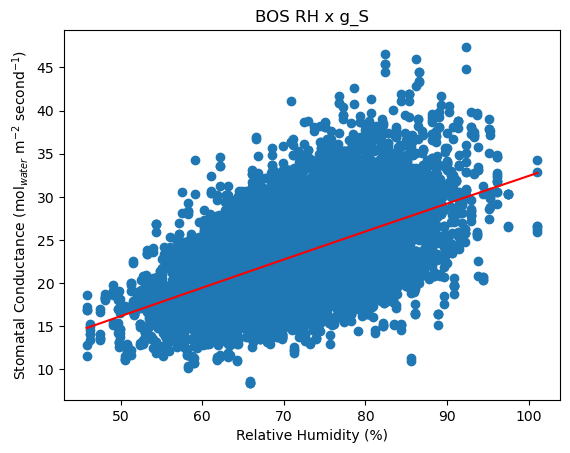 BOS RH x g_S
Stomatal Conductance (mol_water m⁻² second⁻¹)
45
40
35
30
25
20
15
10
50 60 70 80 90 100
Relative Humidity (%)